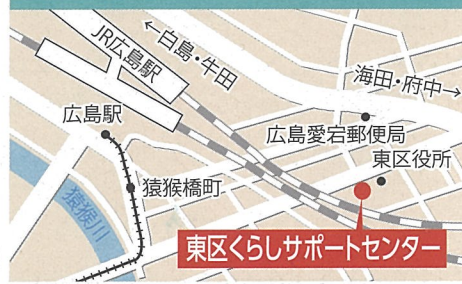 ←白島・牛田
JR広島駅
海田・府中→
広島駅
広島愛宕郵便局
東区役所
猿猴橋町
猿猴川
東区くらしサポートセンター